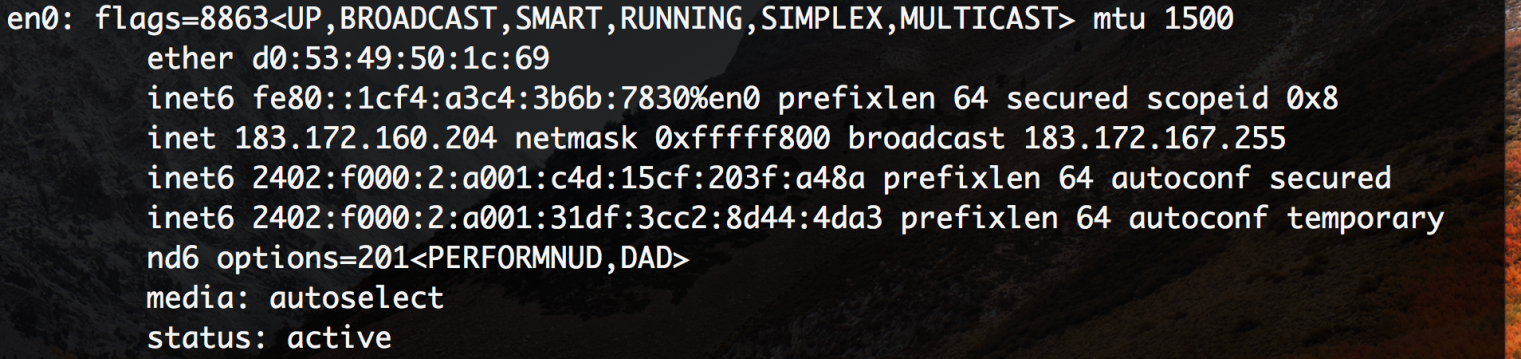 en0: flags=8863<UP,BROADCAST,SMART,RUNNING,SIMPLEX,MULTICAST> mtu 1500
ether d0:53:49:50:1c:69
inet6 fe80::1cf4:a3c4:3b6b:7830%en0 prefixlen 64 secured scopeid 0x8
inet 183.172.160.204 netmask 0xfffff800 broadcast 183.172.167.255
inet6 2402:f000:2:a001:c4d:15cf:203f:a48a prefixlen 64 autoconf secured
inet6 2402:f000:2:a001:31df:3cc2:8d44:4da3 prefixlen 64 autoconf temporary
nd6 options=201<PERFORMNUD,DAD>
media: autoselect
status: active